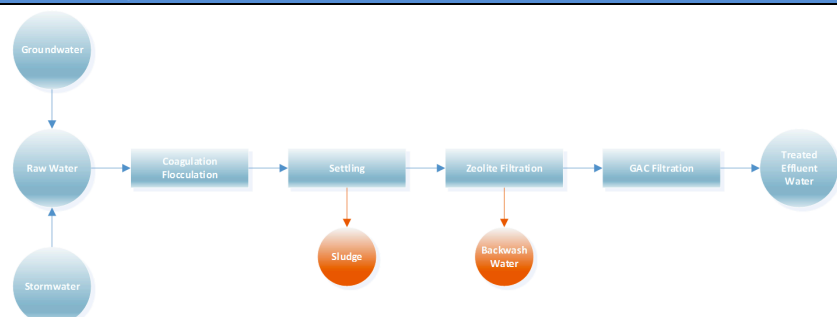 Groundwater
Raw Water
Coagulation
Flocculation
Settling
Zeolite Filtration
GAC Filtration
Treated
Effluent
Water
Sludge
Backwash
Water
Stormwater